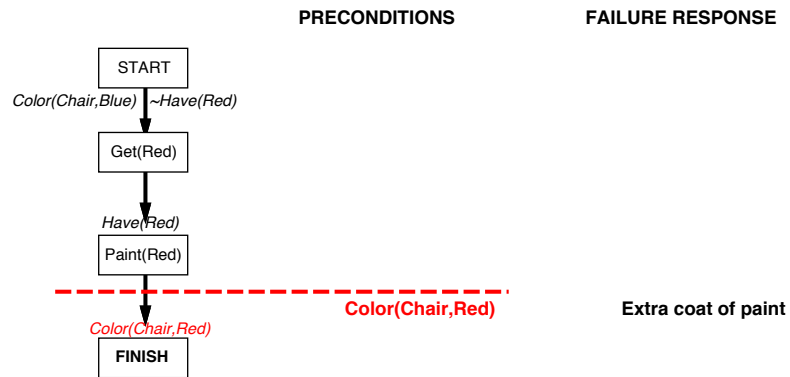 PRECONDITIONS FAILURE RESPONSE
START
Color(Chair,Blue) ~Have(Red)
Get(Red)
Have(Red)
Paint(Red)
Color(Chair,Red) Extra coat of paint
Color(Chair,Red)
FINISH